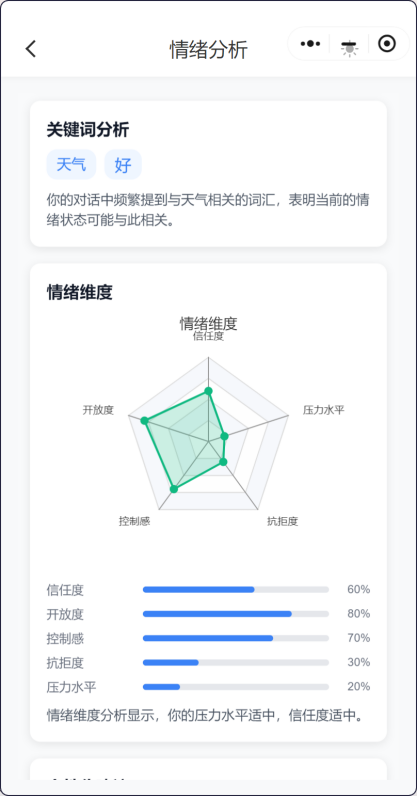 情绪分析
关键词分析
天气 好
你的对话中频繁提到与天气相关的词汇，表明当前的情
绪状态可能与此相关。
情绪维度
情绪维度
信任度
开放度 压力水平
控制感 抗拒度
信任度 60%
开放度 80%
控制感 70%
抗拒度 30%
压力水平 20%
情绪维度分析显示，你的压力水平适中，信任度适中。